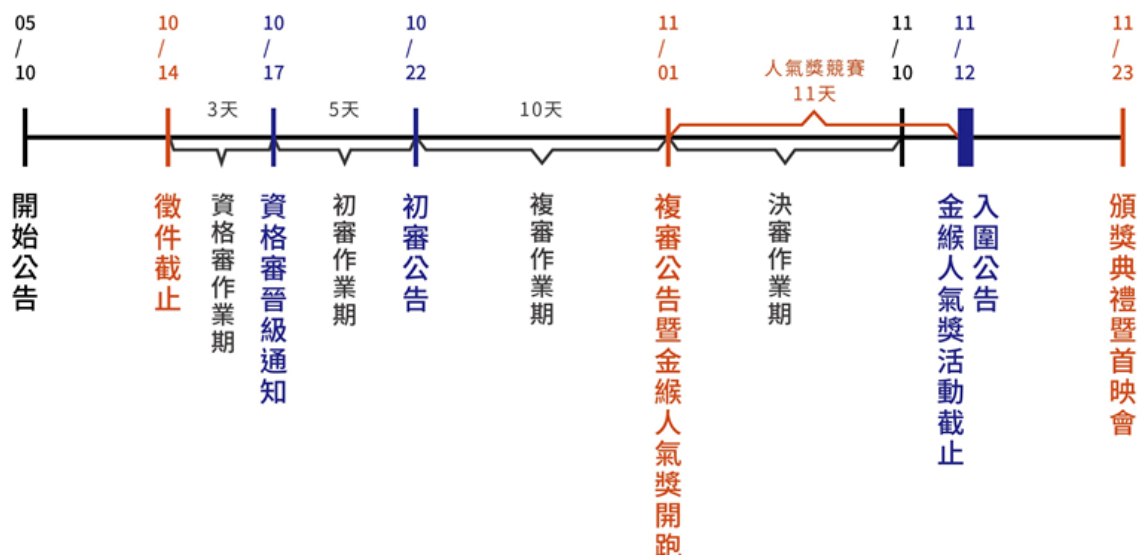 05
/
10
10
/
14
10
/
17
10
/
22
11
/
01
11
/
10
11
/
12
11
/
23
3天
5天
10天
人氣獎競賽
11天
開始公告
徵件截止
資格審作業期
資格審晉級通知
初審作業期
初審公告
複審作業期
複審公告暨金緱人氣獎開跑
決審作業期
入圍公告
金緱人氣獎活動截止
頒獎典禮暨首映會